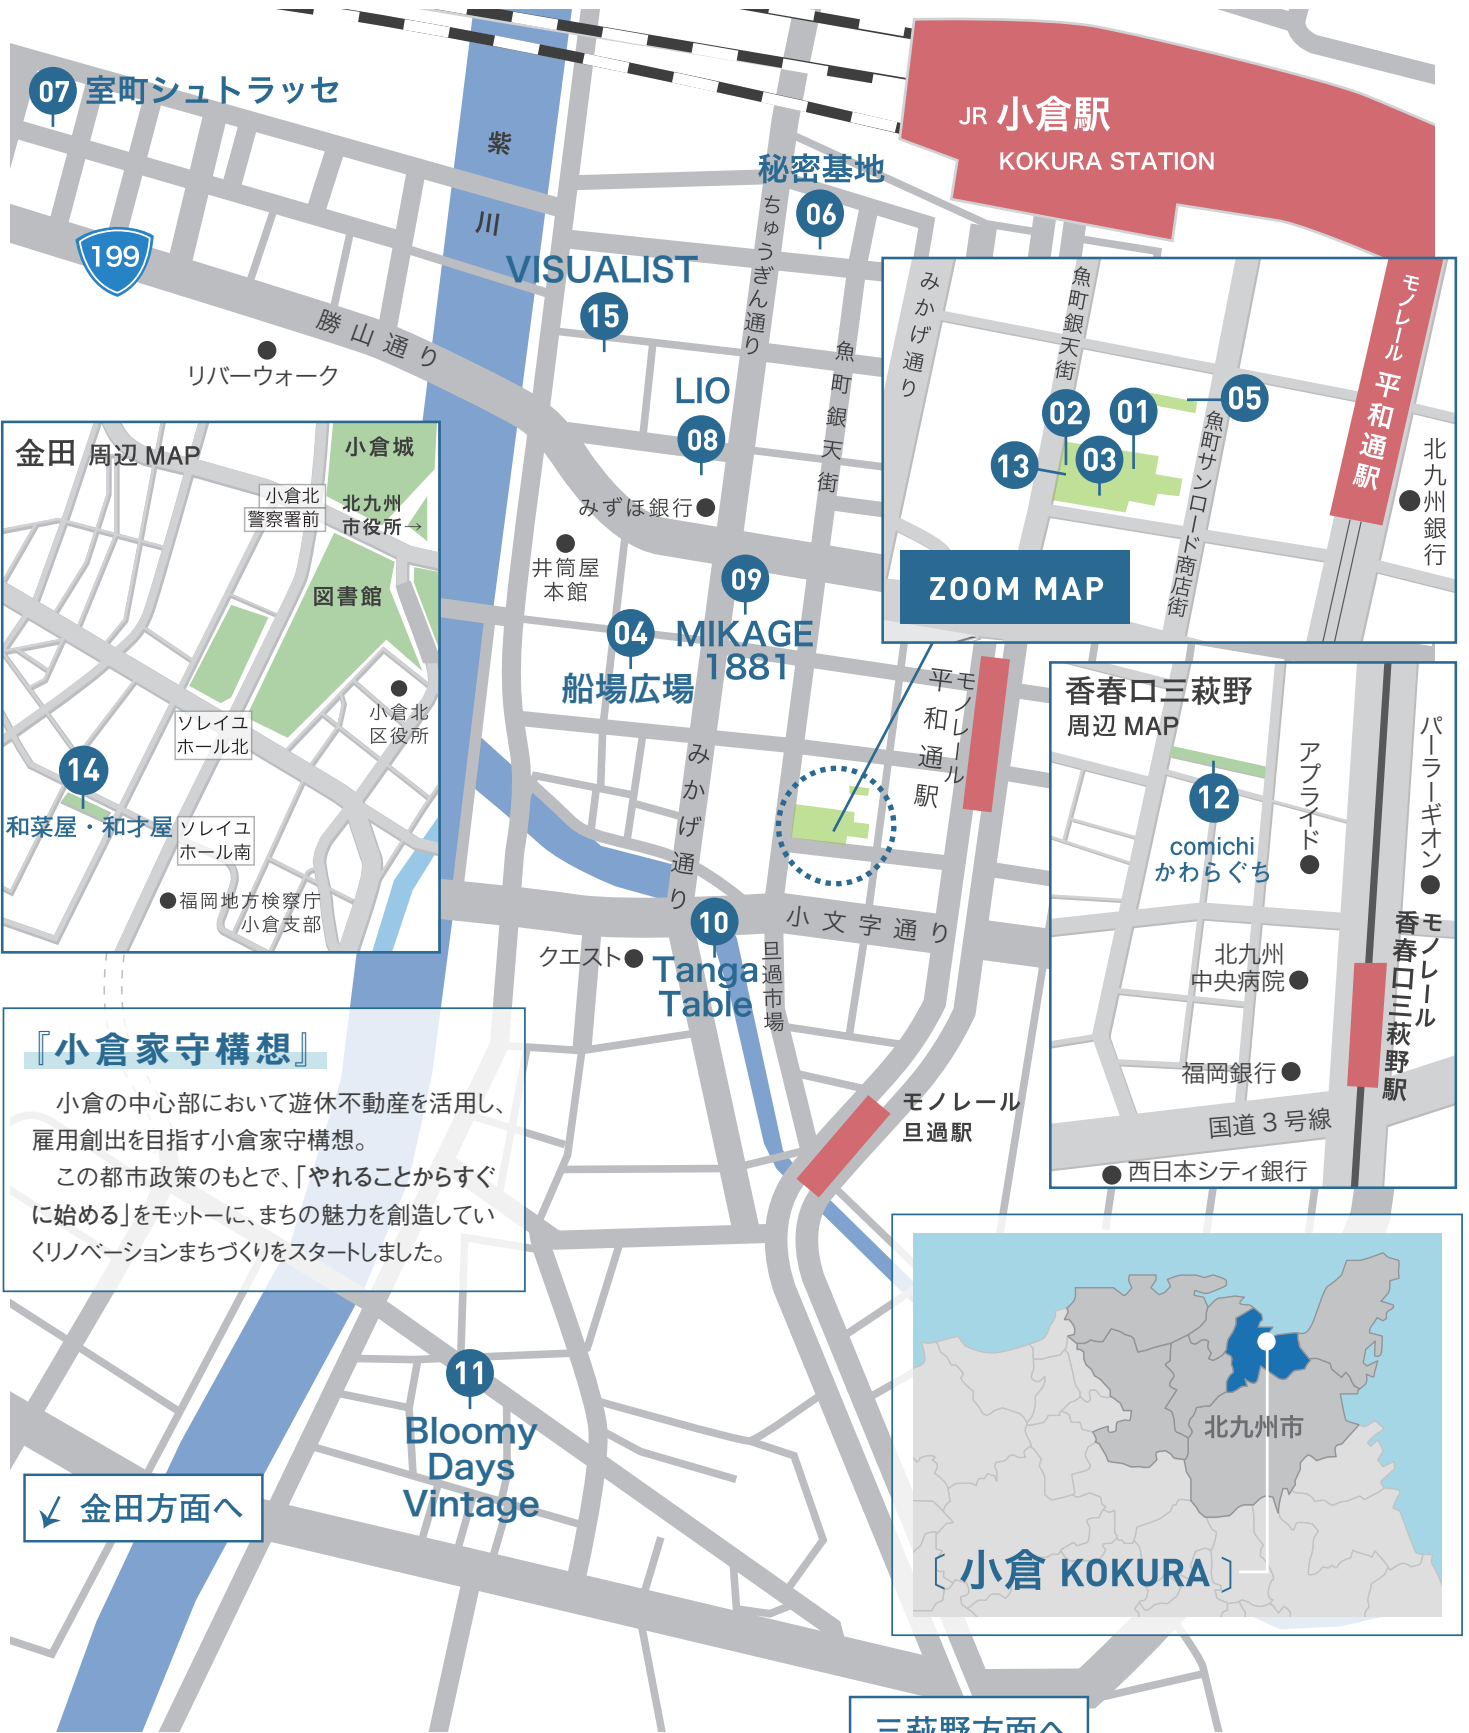 07 室町シュトラッセ
紫川
JR 小倉駅
KOKURA STATION
秘密基地
06
199
VISUALIST
15
ちゅうぎん通り
勝山通り
リバーウォーク
LIO
08
魚町銀天街
みずほ銀行
井筒屋
本館
09
MIKAGE
1881
04
船場広場
みかげ通り
モノレール
平和通駅
小文字通り
10
Tanga
Table
旦過市場
クエスト
モノレール
旦過駅
11
Bloomy
Days
Vintage
みかげ通り
魚町銀天街
02
01
05
13
03
魚町サンロード商店街
モノレール 平和通駅
北九州銀行
ZOOM MAP
金田 周辺 MAP
小倉城
小倉北
警察署前
北九州
市役所→
図書館
小倉北
区役所
ソレイユ
ホール北
14
和菜屋・和才屋
ソレイユ
ホール南
福岡地方検察庁
小倉支部
香春口三萩野
周辺 MAP
アプライド
パーラーギオン
12
comichi
かわらぐち
モノレール
香春口三萩野駅
北九州
中央病院
福岡銀行
国道 3 号線
西日本シティ銀行
『小倉家守構想』
小倉の中心部において遊休不動産を活用し、
雇用創出を目指す小倉家守構想。
この都市政策のもとで、「やれることからすぐ
に始める」をモットーに、まちの魅力を創造してい
くリノベーションまちづくりをスタートしました。
↙ 金田方面へ
北九州市
〔 小倉 KOKURA 〕
三萩野方面へ